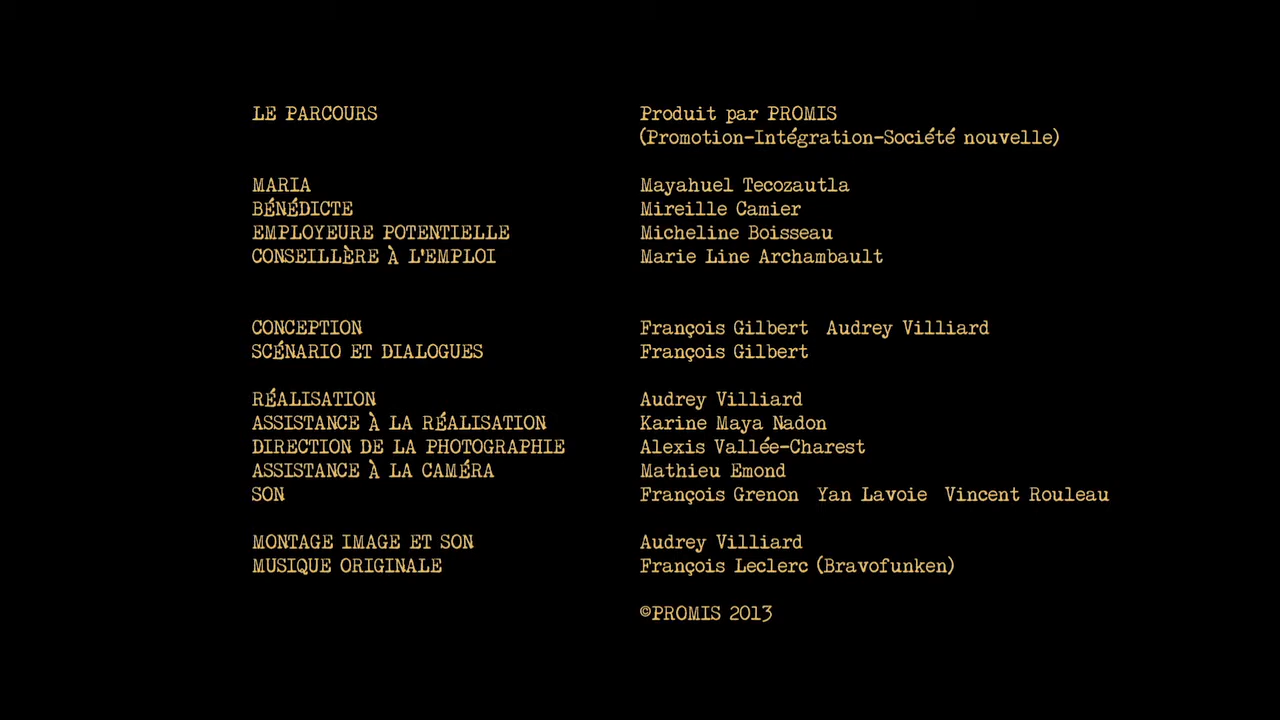 LE PARCOURS Produit par PROMIS
(Promotion-Intégration-Société nouvelle)
MARIA Mayahuel Tecozautla
BÉNÉDICTE Mireille Camier
EMPLOYEURE POTENTIELLE Micheline Boisseau
CONSEILLÈRE À L'EMPLOI Marie Line Archambault
CONCEPTION François Gilbert Audrey Villiard
SCÉNARIO ET DIALOGUES François Gilbert
RÉALISATION Audrey Villiard
ASSISTANCE À LA RÉALISATION Karine Maya Nadon
DIRECTION DE LA PHOTOGRAPHIE Alexis Vallée-Charest
ASSISTANCE À LA CAMÉRA Mathieu Emond
SON François Grenon Yan Lavoie Vincent Rouleau
MONTAGE IMAGE ET SON Audrey Villiard
MUSIQUE ORIGINALE François Leclerc (Bravofunken)
©PROMIS 2013